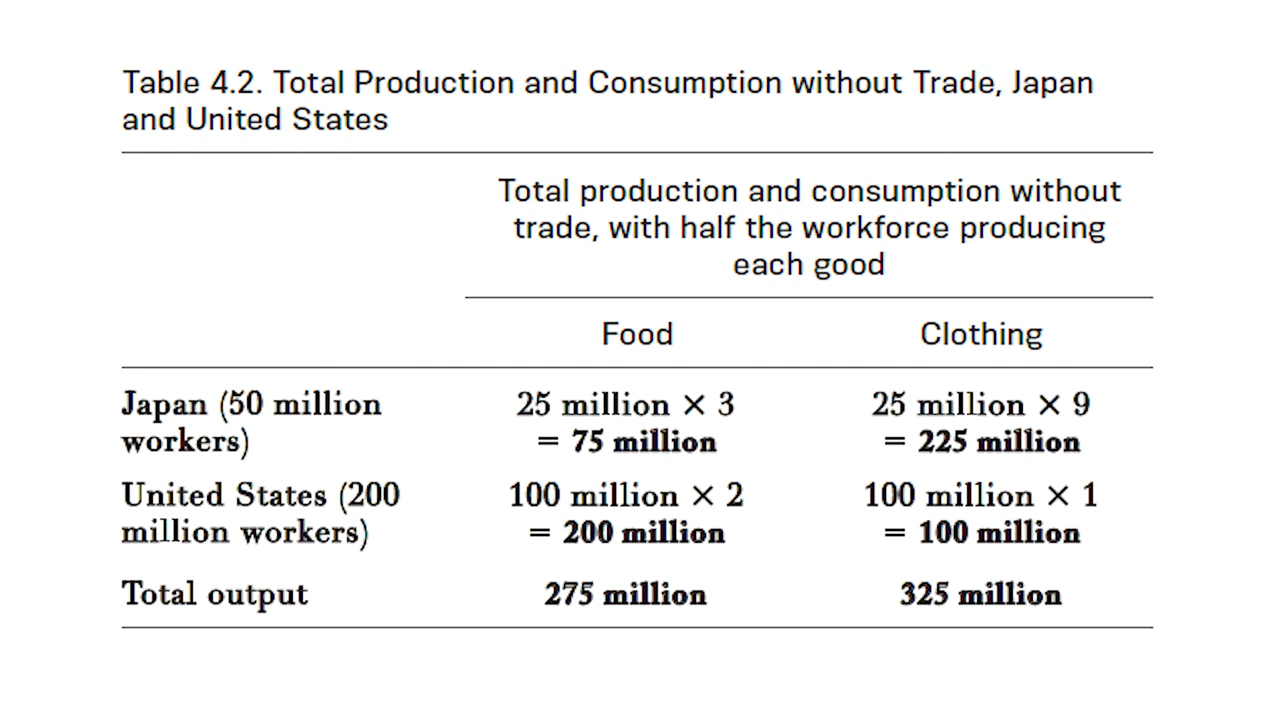 Table 4.2. Total Production and Consumption without Trade, Japan
and United States
Total production and consumption without
trade, with half the workforce producing
each good
Food Clothing
Japan (50 million 25 million × 3 25 million × 9
workers) = 75 million = 225 million
United States (200 100 million × 2 100 million × 1
million workers) = 200 million = 100 million
Total output 275 million 325 million